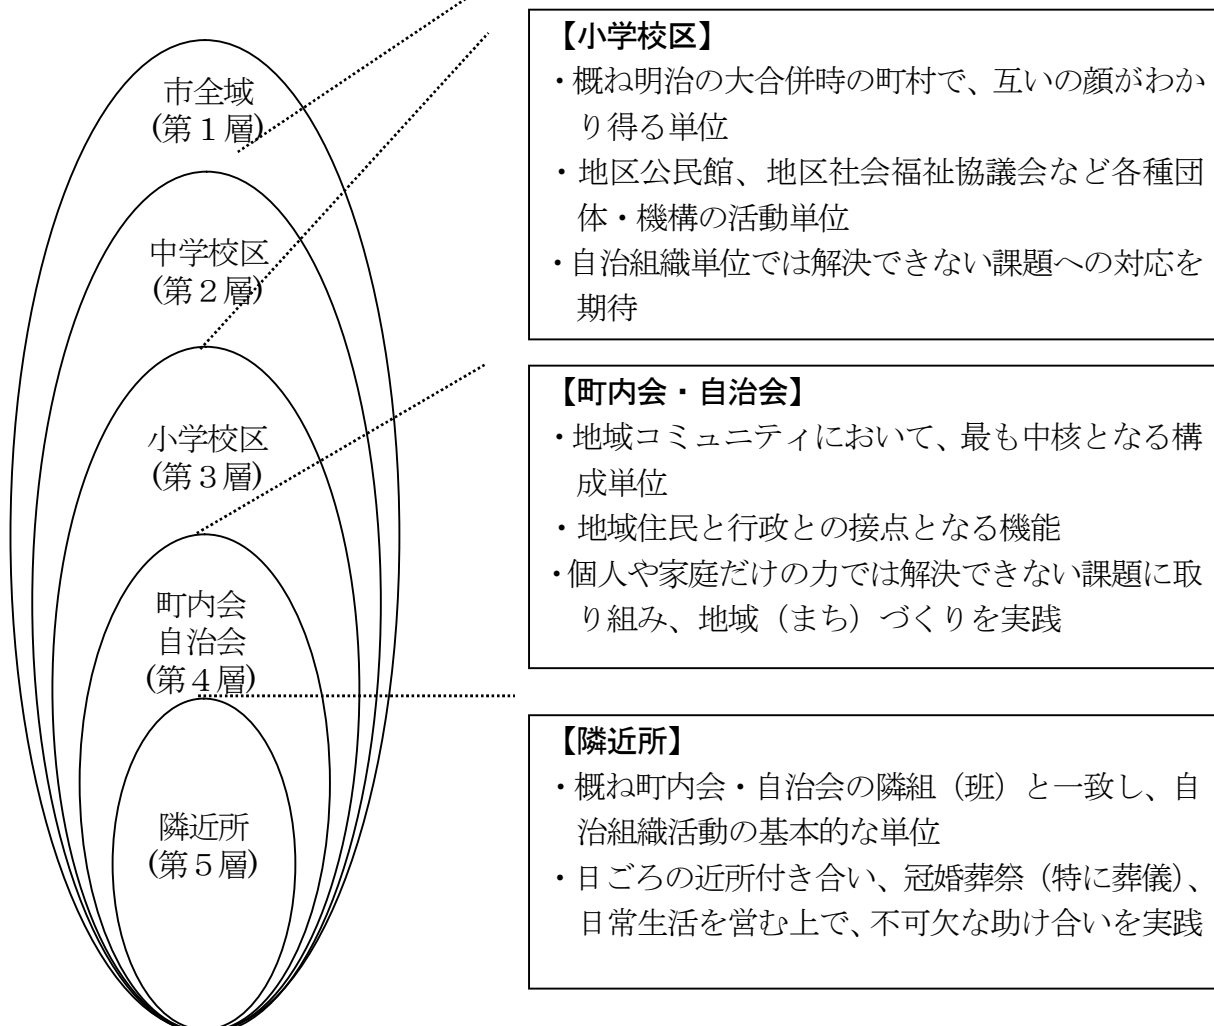 市全域
(第１層)
中学校区
(第２層)
小学校区
(第３層)
町内会
自治会
(第４層)
隣近所
(第５層)
【小学校区】
・概ね明治の大合併時の町村で、互いの顔がわか
り得る単位
・地区公民館、地区社会福祉協議会など各種団
体・機構の活動単位
・自治組織単位では解決できない課題への対応を
期待
【町内会・自治会】
・地域コミュニティにおいて、最も中核となる構
成単位
・地域住民と行政との接点となる機能
・個人や家庭だけの力では解決できない課題に取
り組み、地域（まち）づくりを実践
【隣近所】
・概ね町内会・自治会の隣組（班）と一致し、自
治組織活動の基本的な単位
・日ごろの近所付き合い、冠婚葬祭（特に葬儀）、
日常生活を営む上で、不可欠な助け合いを実践